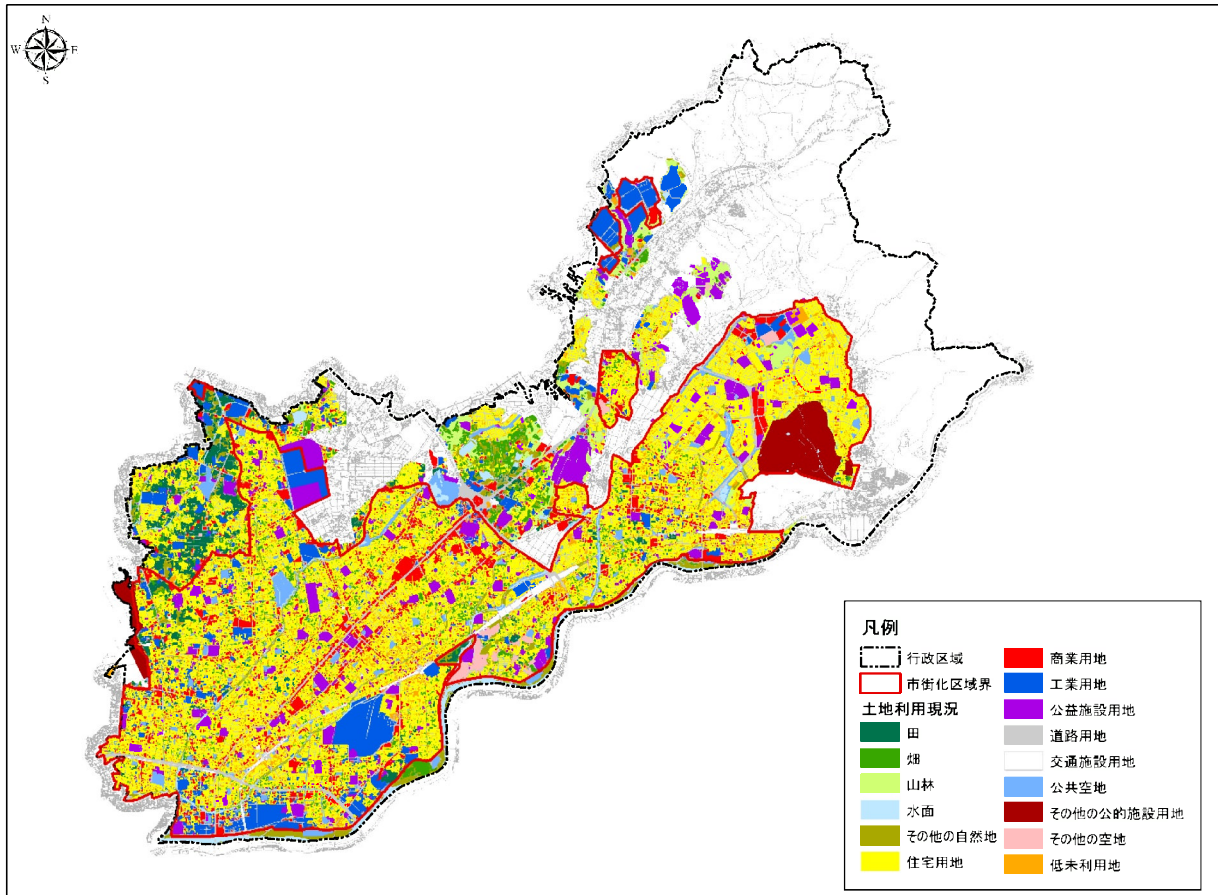 N
W E
S
凡例
行政区域
市街化区域界
土地利用現況
田
畑
山林
水面
その他の自然地
住宅用地
商業用地
工業用地
公益施設用地
道路用地
交通施設用地
公共空地
その他の公的施設用地
その他の空地
低未利用地